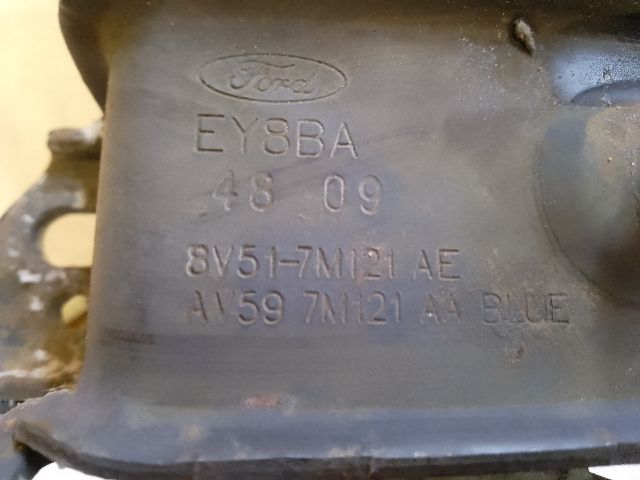 Ford
EY8BA
48 09
8V51-7M121 AE
AV59 7M121 AA BLUE